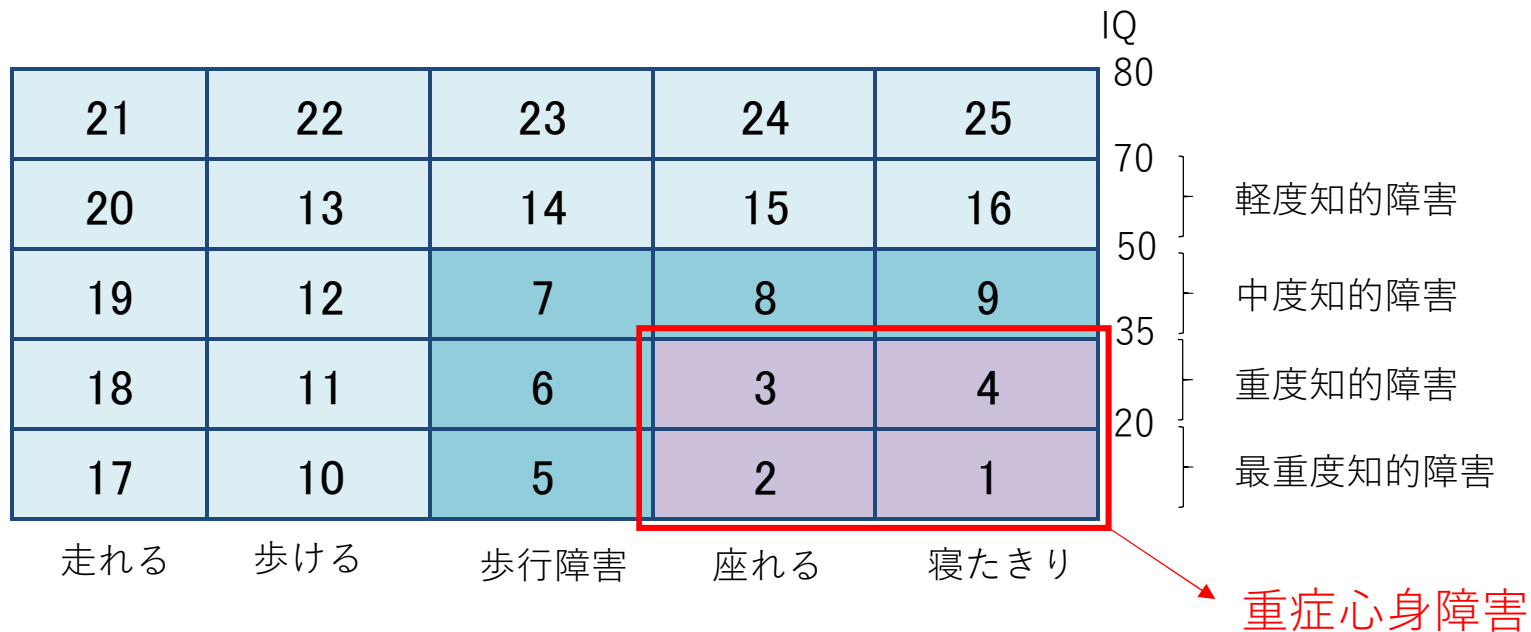 IQ
80
21 22 23 24 25
70
20 13 14 15 16 軽度知的障害
50
19 12 7 8 9 中度知的障害
35
18 11 6 3 4 重度知的障害
20
17 10 5 2 1 最重度知的障害
走れる 歩ける 歩行障害 座れる 寝たきり
重症心身障害